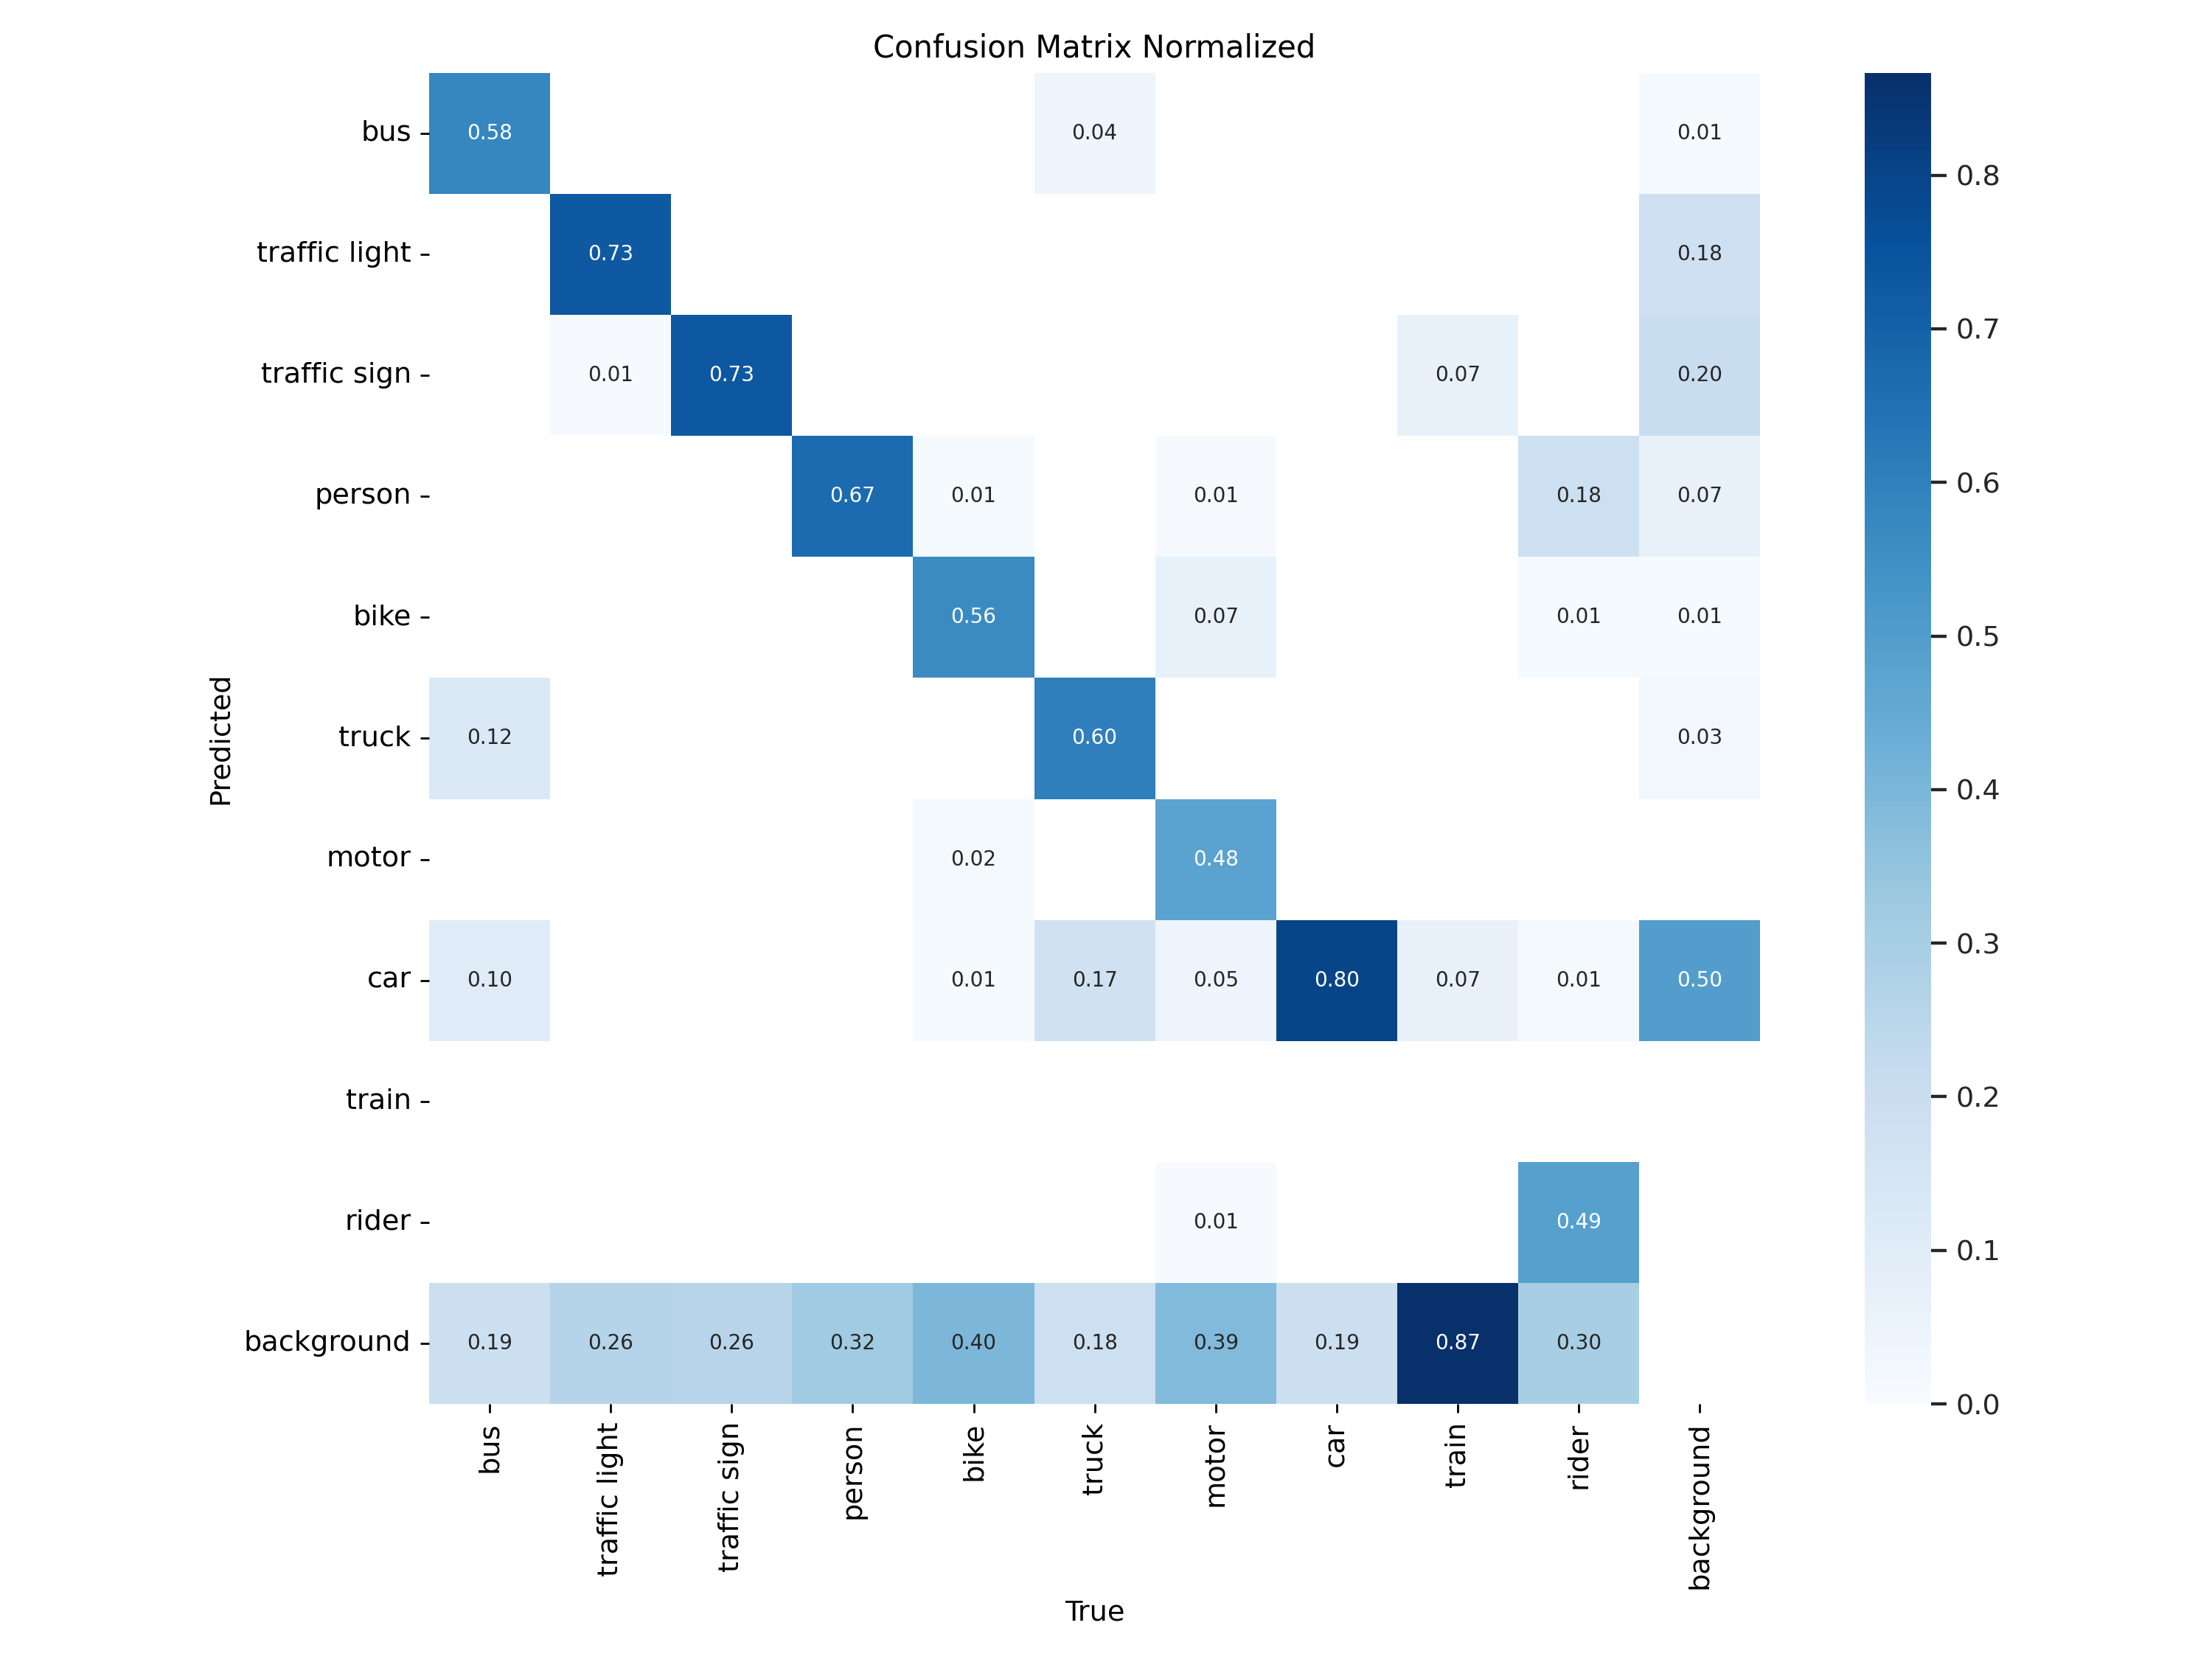 Confusion Matrix Normalized
bus 0.58 0.04 0.01
traffic light 0.73 0.18
traffic sign 0.01 0.73 0.07 0.20
person 0.67 0.01 0.01 0.18 0.07
bike 0.56 0.07 0.01 0.01
truck 0.12 0.60 0.03
motor 0.02 0.48
car 0.10 0.01 0.17 0.05 0.80 0.07 0.01 0.50
train
rider 0.01 0.49
background 0.19 0.26 0.26 0.32 0.40 0.18 0.39 0.19 0.87 0.30
Predicted
bus
traffic light
traffic sign
person
bike
truck
motor
car
train
rider
background
True
0.8
0.7
0.6
0.5
0.4
0.3
0.2
0.1
0.0